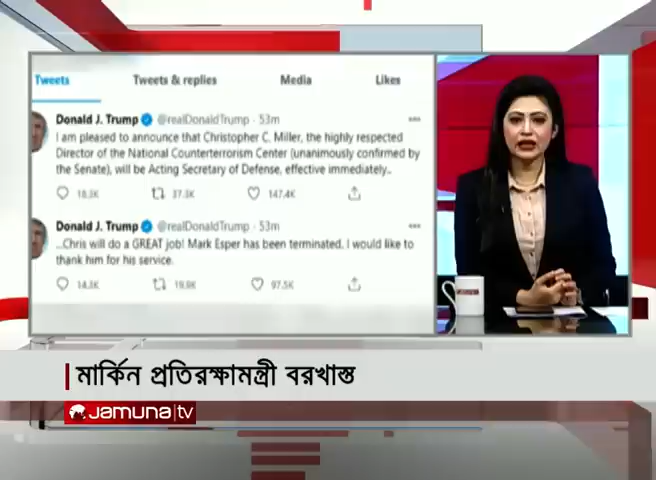 Tweets Tweets & replies Media Likes
Donald J. Trump @realDonaldTrump · 53m
I am pleased to announce that Christopher C. Miller, the highly respected
Director of the National Counterterrorism Center (unanimously confirmed by
the Senate), will be Acting Secretary of Defense, effective immediately..
18.3K 37.3K 147.4K
Donald J. Trump @realDonaldTrump · 53m
...Chris will do a GREAT job! Mark Esper has been terminated. I would like to
thank him for his service.
14.3K 19.8K 97.5K
মার্কিন প্রতিরক্ষামন্ত্রী বরখাস্ত
Jamuna tv